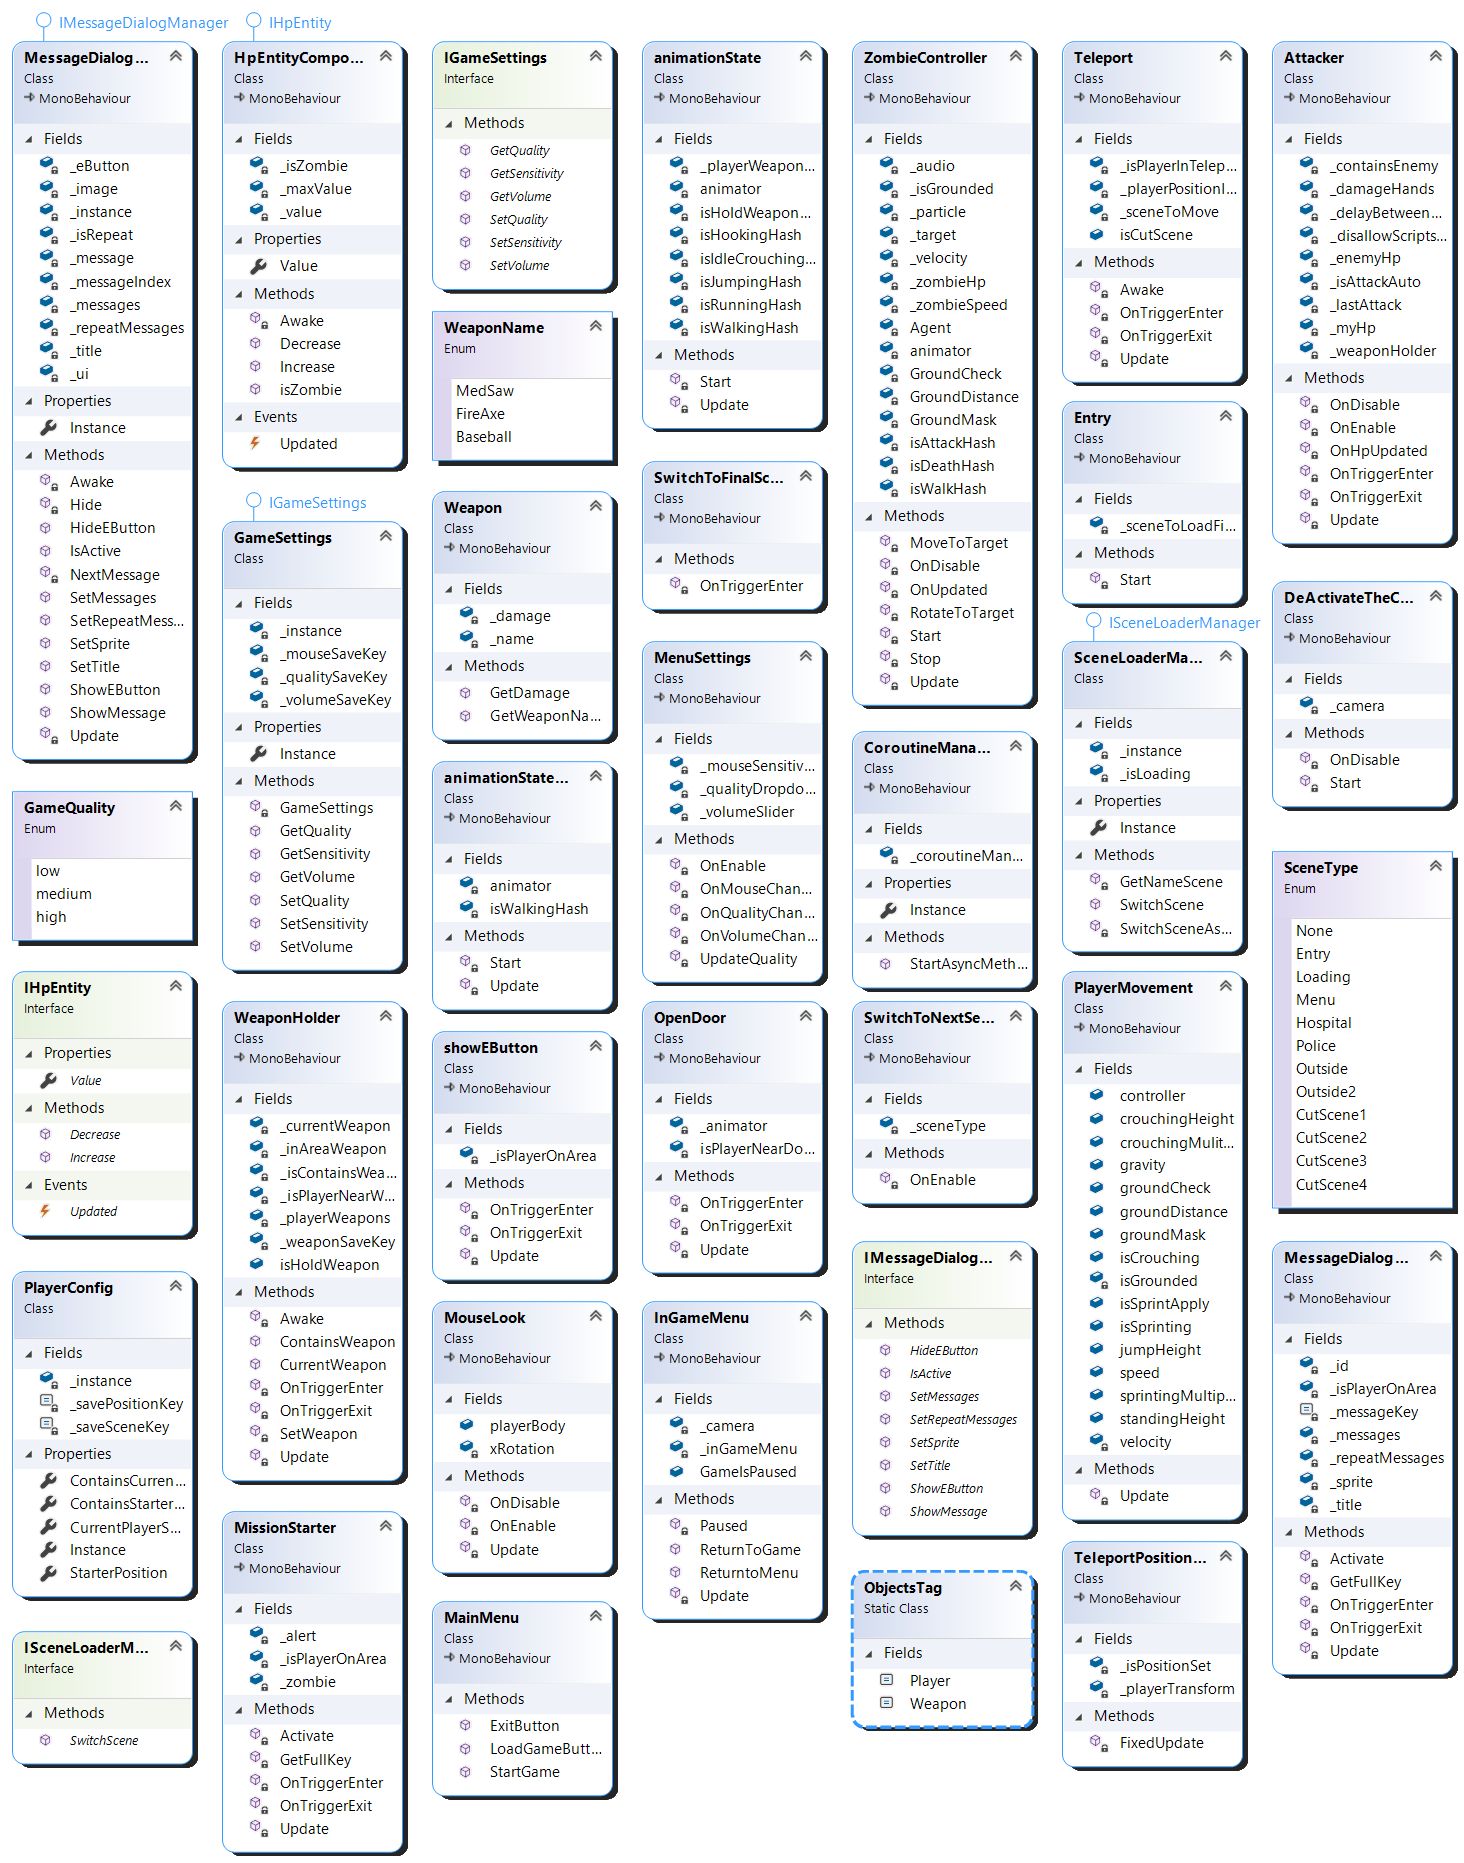 IMessageDialogManager
MessageDialog...
Class
MonoBehaviour
Fields
_eButton
_image
_instance
_isRepeat
_message
_messageIndex
_messages
_repeatMessages
_title
_ui
Properties
Instance
Methods
Awake
Hide
HideEButton
IsActive
NextMessage
SetMessages
SetRepeatMess...
SetSprite
SetTitle
ShowEButton
ShowMessage
Update
GameQuality
Enum
low
medium
high
IHpEntity
Interface
Properties
Value
Methods
Decrease
Increase
Events
Updated
PlayerConfig
Class
Fields
_instance
_savePositionKey
_saveSceneKey
Properties
ContainsCurren...
ContainsStarter...
CurrentPlayerS...
Instance
StarterPosition
ISceneLoaderM...
Interface
Methods
SwitchScene
IHpEntity
HpEntityCompo...
Class
MonoBehaviour
Fields
_isZombie
_maxValue
_value
Properties
Value
Methods
Awake
Decrease
Increase
isZombie
Events
Updated
IGameSettings
GameSettings
Class
Fields
_instance
_mouseSaveKey
_qualitySaveKey
_volumeSaveKey
Properties
Instance
Methods
GameSettings
GetQuality
GetSensitivity
GetVolume
SetQuality
SetSensitivity
SetVolume
WeaponHolder
Class
MonoBehaviour
Fields
_currentWeapon
_inAreaWeapon
_isContainsWea...
_isPlayerNearW...
_playerWeapons
_weaponSaveKey
isHoldWeapon
Methods
Awake
ContainsWeapon
CurrentWeapon
OnTriggerEnter
OnTriggerExit
SetWeapon
Update
MissionStarter
Class
MonoBehaviour
Fields
_alert
_isPlayerOnArea
_zombie
Methods
Activate
GetFullKey
OnTriggerEnter
OnTriggerExit
Update
IGameSettings
Interface
Methods
GetQuality
GetSensitivity
GetVolume
SetQuality
SetSensitivity
SetVolume
WeaponName
Enum
MedSaw
FireAxe
Baseball
Weapon
Class
MonoBehaviour
Fields
_damage
_name
Methods
GetDamage
GetWeaponNa...
animationState...
Class
MonoBehaviour
Fields
animator
isWalkingHash
Methods
Start
Update
showEButton
Class
MonoBehaviour
Fields
_isPlayerOnArea
Methods
OnTriggerEnter
OnTriggerExit
Update
MouseLook
Class
MonoBehaviour
Fields
playerBody
xRotation
Methods
OnDisable
OnEnable
Update
MainMenu
Class
MonoBehaviour
Methods
ExitButton
LoadGameButt...
StartGame
animationState
Class
MonoBehaviour
Fields
_playerWeapon...
animator
isHoldWeapon...
isHookingHash
isIdleCrouching...
isJumpingHash
isRunningHash
isWalkingHash
Methods
Start
Update
SwitchToFinalSc...
Class
MonoBehaviour
Methods
OnTriggerEnter
MenuSettings
Class
MonoBehaviour
Fields
_mouseSensitiv...
_qualityDropdo...
_volumeSlider
Methods
OnEnable
OnMouseChan...
OnQualityChan...
OnVolumeChan...
UpdateQuality
OpenDoor
Class
MonoBehaviour
Fields
_animator
isPlayerNearDo...
Methods
OnTriggerEnter
OnTriggerExit
Update
InGameMenu
Class
MonoBehaviour
Fields
_camera
_inGameMenu
GameIsPaused
Methods
Paused
ReturnToGame
ReturntoMenu
Update
ZombieController
Class
MonoBehaviour
Fields
_audio
_isGrounded
_particle
_target
_velocity
_zombieHp
_zombieSpeed
Agent
animator
GroundCheck
GroundDistance
GroundMask
isAttackHash
isDeathHash
isWalkHash
Methods
MoveToTarget
OnDisable
OnUpdated
RotateToTarget
Start
Stop
Update
CoroutineMana...
Class
MonoBehaviour
Fields
_coroutineMan...
Properties
Instance
Methods
StartAsyncMeth...
SwitchToNextSe...
Class
MonoBehaviour
Fields
_sceneType
Methods
OnEnable
IMessageDialog...
Interface
Methods
HideEButton
IsActive
SetMessages
SetRepeatMessages
SetSprite
SetTitle
ShowEButton
ShowMessage
ObjectsTag
Static Class
Fields
Player
Weapon
Teleport
Class
MonoBehaviour
Fields
_isPlayerInTelep...
_playerPositionI...
_sceneToMove
isCutScene
Methods
Awake
OnTriggerEnter
OnTriggerExit
Update
Entry
Class
MonoBehaviour
Fields
_sceneToLoadFi...
Methods
Start
ISceneLoaderManager
SceneLoaderMa...
Class
Fields
_instance
_isLoading
Properties
Instance
Methods
GetNameScene
SwitchScene
SwitchSceneAs...
PlayerMovement
Class
MonoBehaviour
Fields
controller
crouchingHeight
crouchingMulit...
gravity
groundCheck
groundDistance
groundMask
isCrouching
isGrounded
isSprintApply
isSprinting
jumpHeight
speed
sprintingMultip...
standingHeight
velocity
Methods
Update
TeleportPosition...
Class
MonoBehaviour
Fields
_isPositionSet
_playerTransform
Methods
FixedUpdate
Attacker
Class
MonoBehaviour
Fields
_containsEnemy
_damageHands
_delayBetween...
_disallowScripts...
_enemyHp
_isAttackAuto
_lastAttack
_myHp
_weaponHolder
Methods
OnDisable
OnEnable
OnHpUpdated
OnTriggerEnter
OnTriggerExit
Update
DeActivateTheC...
Class
MonoBehaviour
Fields
_camera
Methods
OnDisable
Start
SceneType
Enum
None
Entry
Loading
Menu
Hospital
Police
Outside
Outside2
CutScene1
CutScene2
CutScene3
CutScene4
MessageDialog...
Class
MonoBehaviour
Fields
_id
_isPlayerOnArea
_messageKey
_messages
_repeatMessages
_sprite
_title
Methods
Activate
GetFullKey
OnTriggerEnter
OnTriggerExit
Update